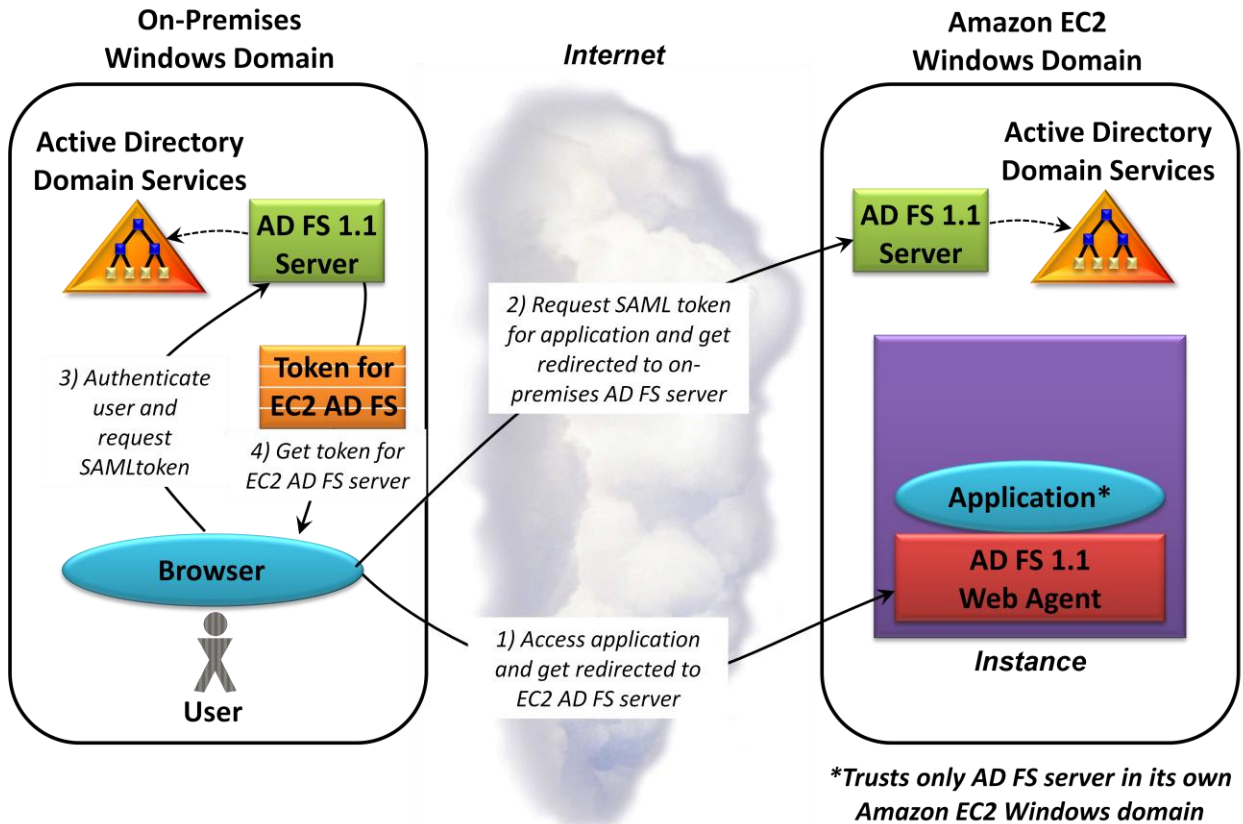 On-Premises
Windows Domain
Internet
Amazon EC2
Windows Domain
Active Directory
Domain Services
AD FS 1.1
Server
Token for
EC2 AD FS
3) Authenticate
user and
request
SAMLtoken
4) Get token for
EC2 AD FS server
Browser
User
2) Request SAML token
for application and get
redirected to on-
premises AD FS server
1) Access application
and get redirected to
EC2 AD FS server
Active Directory
Domain Services
AD FS 1.1
Server
Application*
AD FS 1.1
Web Agent
Instance
*Trusts only AD FS server in its own
Amazon EC2 Windows domain